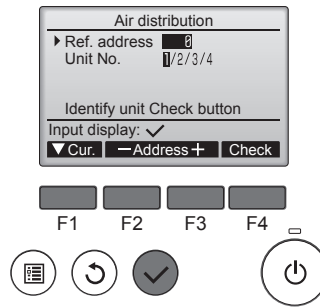 Air distribution
Ref. address 0
Unit No. 1/2/3/4
Identify unit Check button
Input display: ✓
▼ Cur. − Address + Check
F1 F2 F3 F4